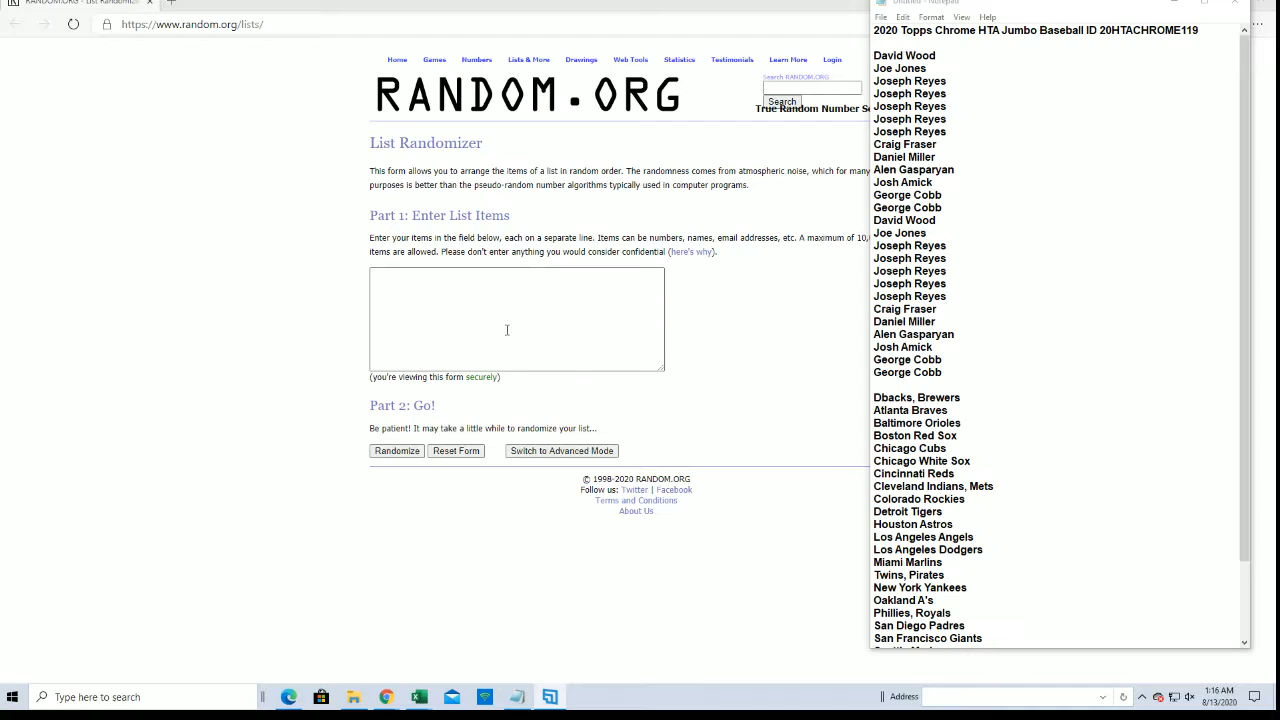 RANDOM.ORG - List Randomiz
https://www.random.org/lists/
Home Games Numbers Lists & More Drawings Web Tools Statistics Testimonials Learn More Login
RANDOM.ORG
Search RANDOM.ORG
Search
True Random Number Se
List Randomizer
This form allows you to arrange the items of a list in random order. The randomness comes from atmospheric noise, which for many
purposes is better than the pseudo-random number algorithms typically used in computer programs.
Part 1: Enter List Items
Enter your items in the field below, each on a separate line. Items can be numbers, names, email addresses, etc. A maximum of 10,
items are allowed. Please don't enter anything you would consider confidential (here's why).
(you're viewing this form securely)
Part 2: Go!
Be patient! It may take a little while to randomize your list...
Randomize Reset Form Switch to Advanced Mode
© 1998-2020 RANDOM.ORG
Follow us: Twitter | Facebook
Terms and Conditions
About Us
Untitled - Notepad
File Edit Format View Help
2020 Topps Chrome HTA Jumbo Baseball ID 20HTACHROME119
David Wood
Joe Jones
Joseph Reyes
Joseph Reyes
Joseph Reyes
Joseph Reyes
Joseph Reyes
Craig Fraser
Daniel Miller
Alen Gasparyan
Josh Amick
George Cobb
George Cobb
David Wood
Joe Jones
Joseph Reyes
Joseph Reyes
Joseph Reyes
Joseph Reyes
Joseph Reyes
Craig Fraser
Daniel Miller
Alen Gasparyan
Josh Amick
George Cobb
George Cobb
Dbacks, Brewers
Atlanta Braves
Baltimore Orioles
Boston Red Sox
Chicago Cubs
Chicago White Sox
Cincinnati Reds
Cleveland Indians, Mets
Colorado Rockies
Detroit Tigers
Houston Astros
Los Angeles Angels
Los Angeles Dodgers
Miami Marlins
Twins, Pirates
New York Yankees
Oakland A's
Phillies, Royals
San Diego Padres
San Francisco Giants
Type here to search
Address
1:16 AM
8/13/2020